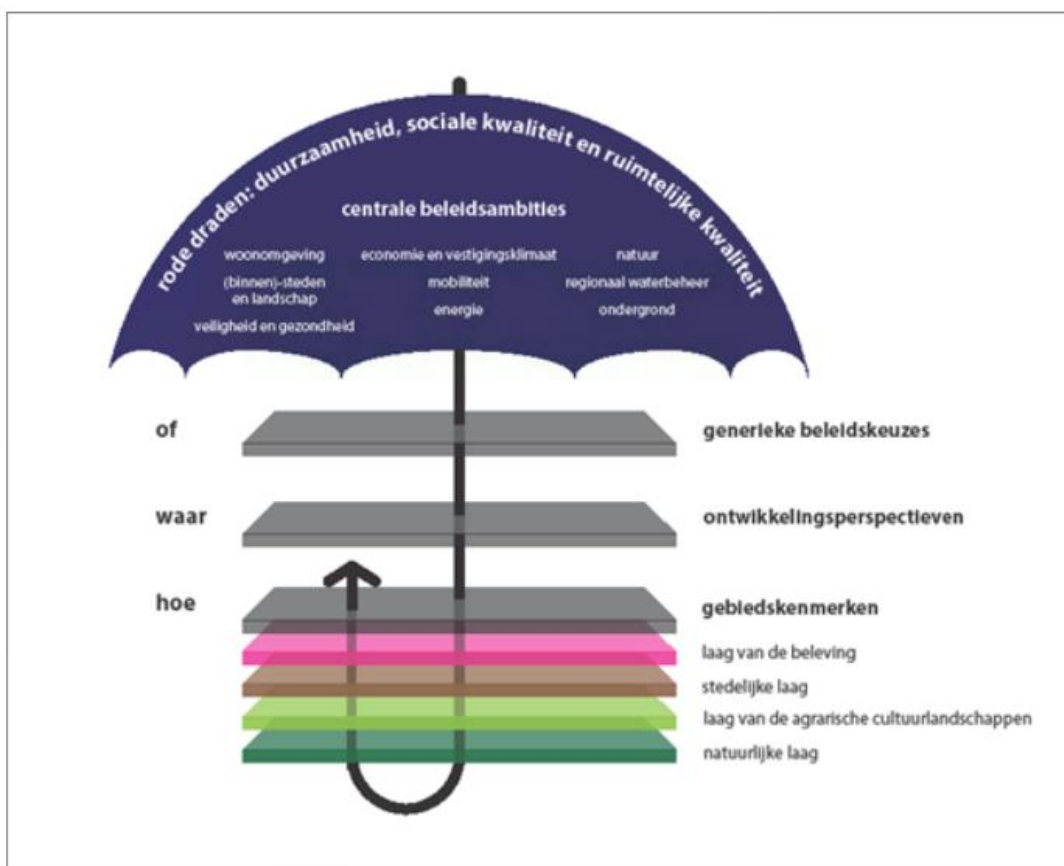 rode draden: duurzaamheid, sociale kwaliteit en ruimtelijke kwaliteit
centrale beleidsambities
woonomgeving
(binnen)-steden
en landschap
veiligheid en gezondheid
economie en vestigingsklimaat
mobiliteit
energie
natuur
regionaal waterbeheer
ondergrond
of
generieke beleidskeuzes
waar
ontwikkelingsperspectieven
hoe
gebiedskenmerken
laag van de beleving
stedelijke laag
laag van de agrarische cultuurlandschappen
natuurlijke laag